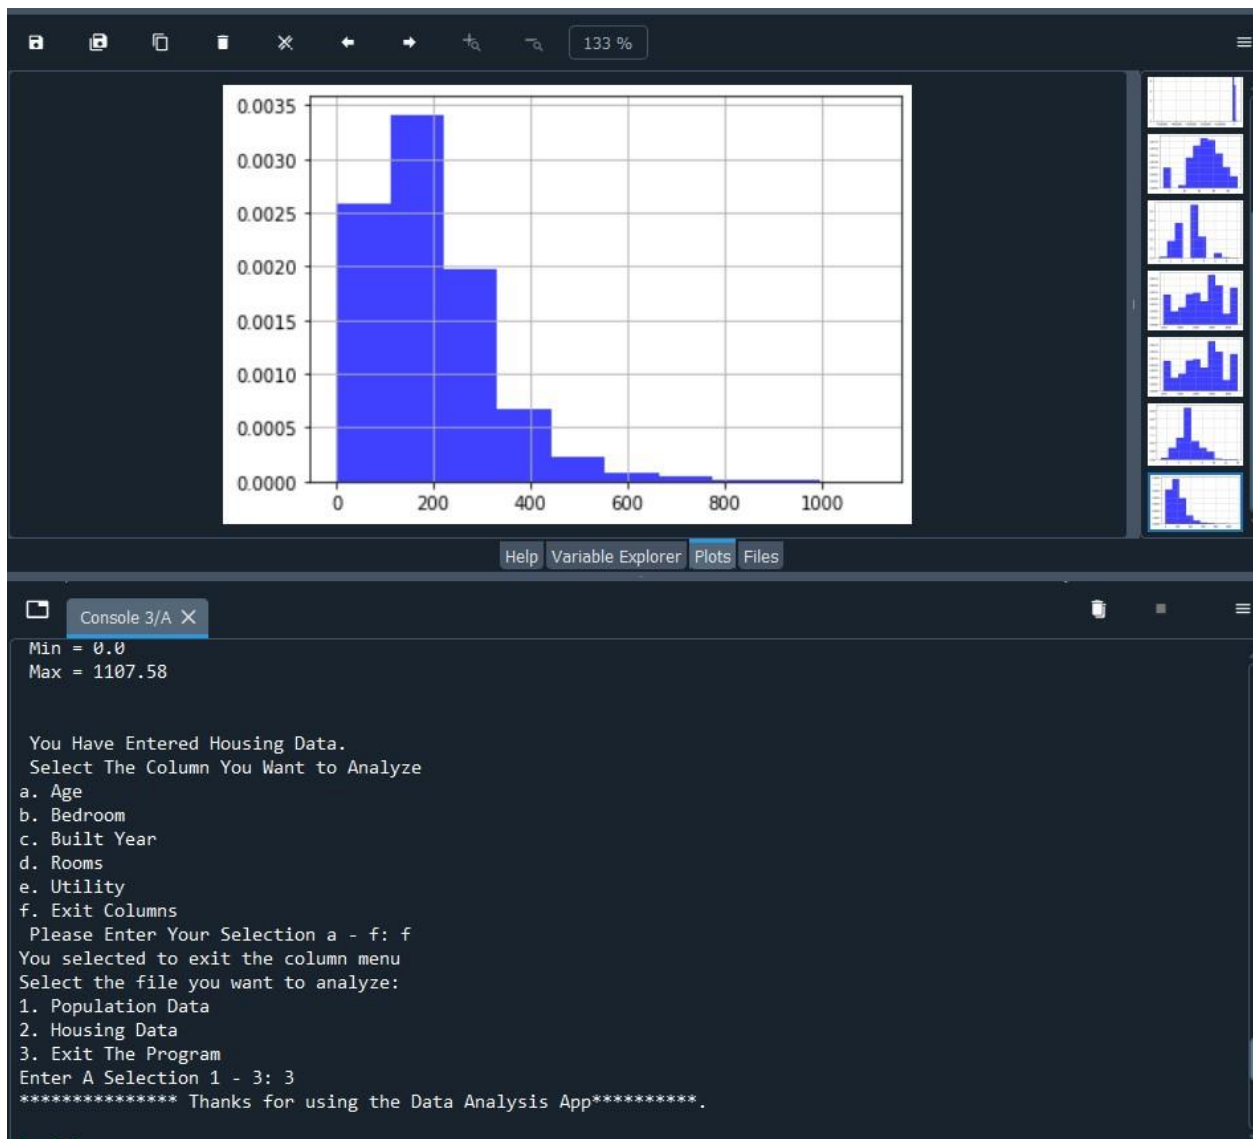 133 %
0.0035
0.0030
0.0025
0.0020
0.0015
0.0010
0.0005
0.0000
0 200 400 600 800 1000
Help Variable Explorer Plots Files
Console 3/A
Min = 0.0
Max = 1107.58
You Have Entered Housing Data.
Select The Column You Want to Analyze
a. Age
b. Bedroom
c. Built Year
d. Rooms
e. Utility
f. Exit Columns
Please Enter Your Selection a - f: f
You selected to exit the column menu
Select the file you want to analyze:
1. Population Data
2. Housing Data
3. Exit The Program
Enter A Selection 1 - 3: 3
*************** Thanks for using the Data Analysis App**********.